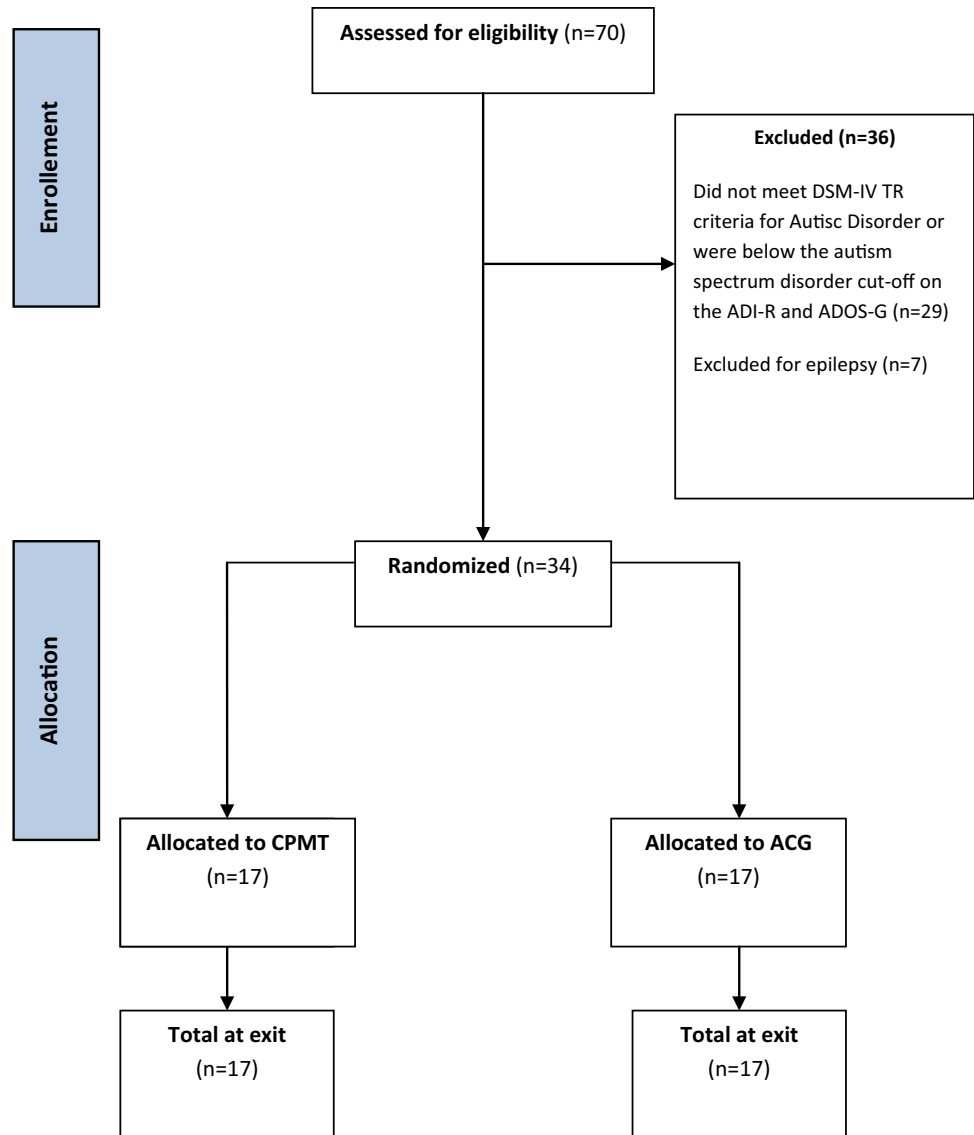 Enrollement
Assessed for eligibility (n=70)
Excluded (n=36)
Did not meet DSM-IV TR
criteria for Autisc Disorder or
were below the autism
spectrum disorder cut-off on
the ADI-R and ADOS-G (n=29)
Excluded for epilepsy (n=7)
Allocation
Randomized (n=34)
Allocated to CPMT
(n=17)
Allocated to ACG
(n=17)
Total at exit
(n=17)
Total at exit
(n=17)